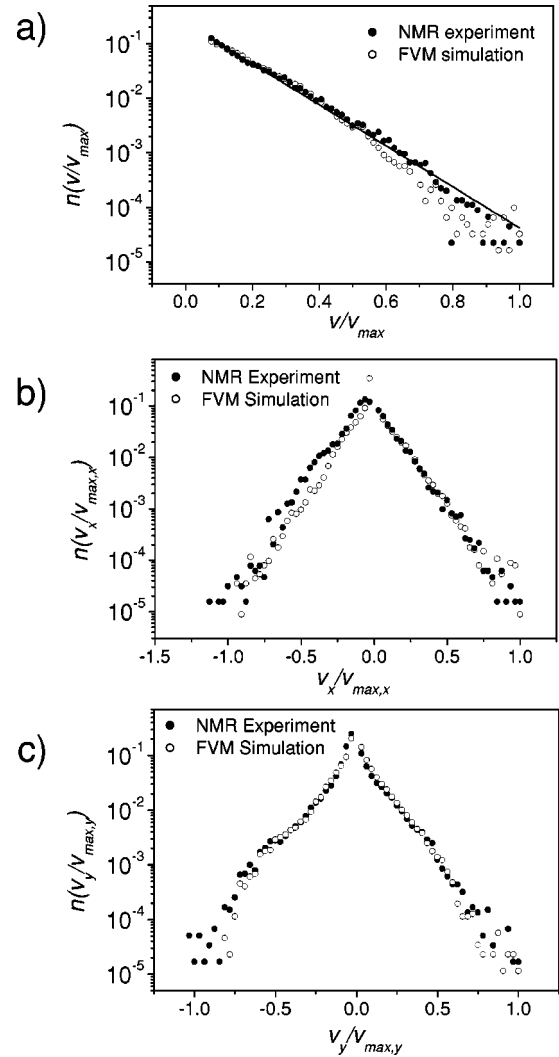 a)
NMR experiment
FVM simulation
n(v/v_max)
10^-1
10^-2
10^-3
10^-4
10^-5
0.0 0.2 0.4 0.6 0.8 1.0
v/v_max
b)
NMR Experiment
FVM Simulation
n(v_x/v_max,x)
10^-1
10^-2
10^-3
10^-4
10^-5
-1.5 -1.0 -0.5 0.0 0.5 1.0
v_x/v_max,x
c)
NMR Experiment
FVM Simulation
n(v_y/v_max,y)
10^-1
10^-2
10^-3
10^-4
10^-5
-1.0 -0.5 0.0 0.5 1.0
v_y/v_max,y